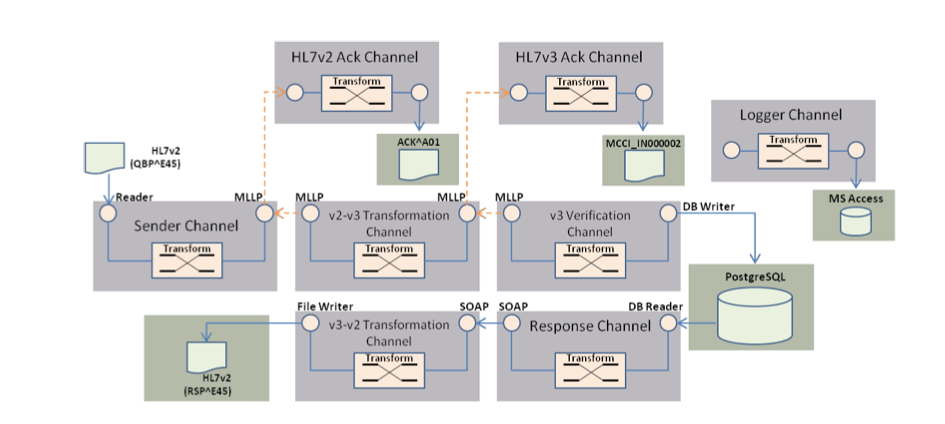 HL7v2 Ack Channel
Transform
HL7v3 Ack Channel
Transform
Logger Channel
Transform
ACK^A01
MCCI_IN000002
HL7v2
(QBP^E45)
MS Access
Reader
MLLP
Sender Channel
Transform
MLLP
MLLP
v2-v3 Transformation
Channel
Transform
MLLP
v3 Verification
Channel
Transform
DB Writer
PostgreSQL
File Writer
SOAP
v3-v2 Transformation
Channel
Transform
SOAP
DB Reader
Response Channel
Transform
HL7v2
(RSP^E45)